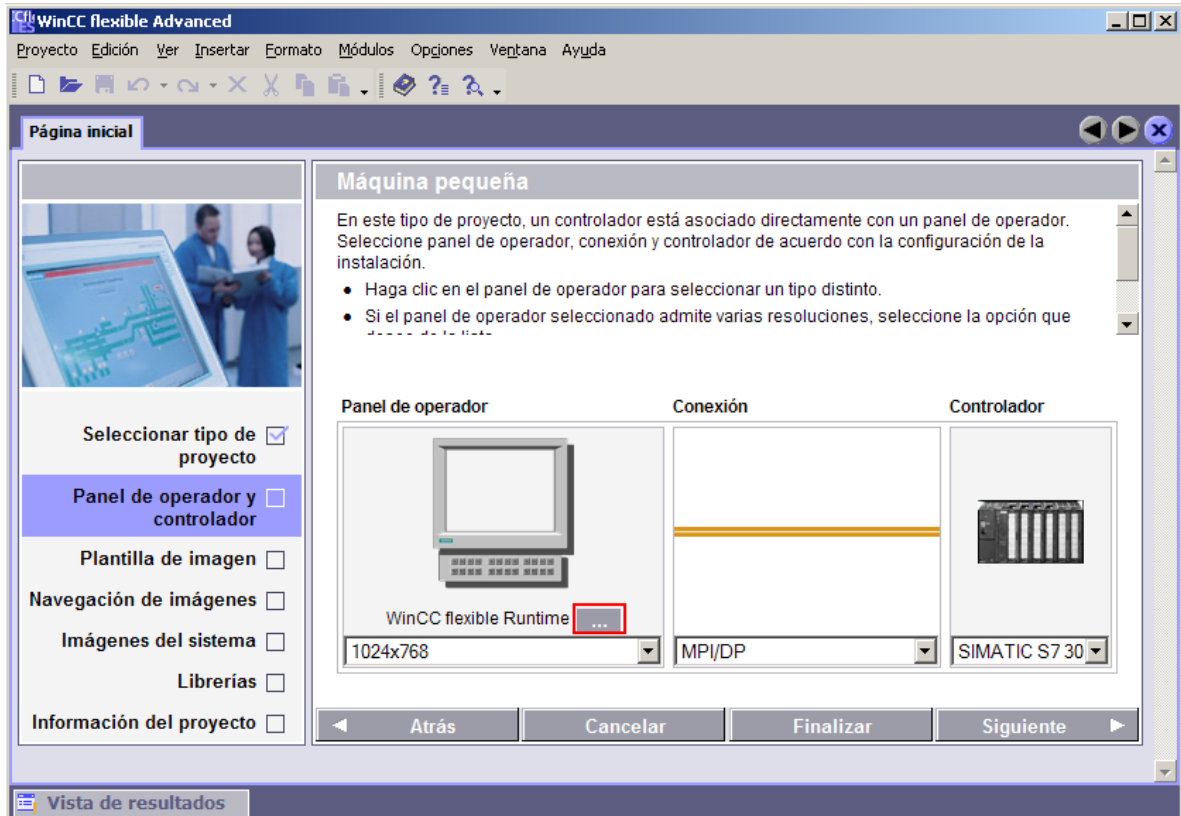 WinCC flexible Advanced
Proyecto Edición Ver Insertar Formato Módulos Opciones Ventana Ayuda
Página inicial
Máquina pequeña
En este tipo de proyecto, un controlador está asociado directamente con un panel de operador.
Seleccione panel de operador, conexión y controlador de acuerdo con la configuración de la
instalación.
• Haga clic en el panel de operador para seleccionar un tipo distinto.
• Si el panel de operador seleccionado admite varias resoluciones, seleccione la opción que
Seleccionar tipo de
proyecto
Panel de operador y
controlador
Plantilla de imagen
Navegación de imágenes
Imágenes del sistema
Librerías
Información del proyecto
Panel de operador Conexión Controlador
WinCC flexible Runtime ...
1024x768 MPI/DP SIMATIC S7 30
Atrás Cancelar Finalizar Siguiente
Vista de resultados